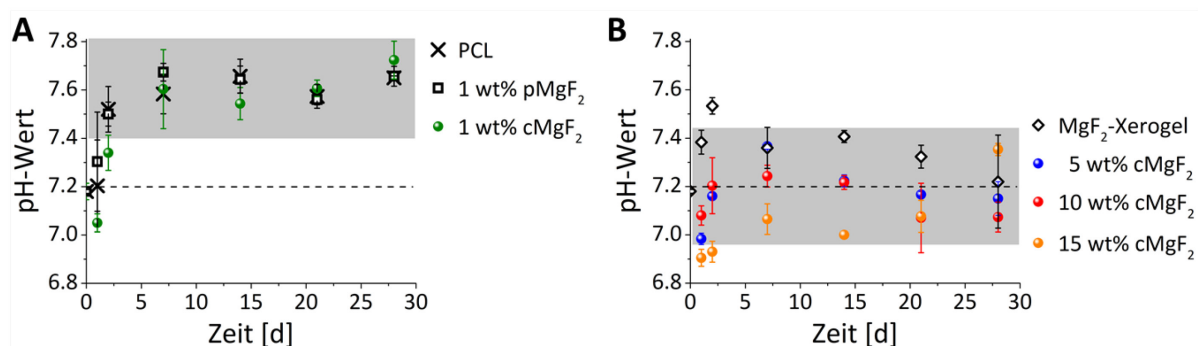 A
pH-Wert
7.8
7.6
7.4
7.2
7.0
6.8
0 5 10 15 20 25 30
Zeit [d]
PCL
1 wt% pMgF₂
1 wt% cMgF₂
B
pH-Wert
7.8
7.6
7.4
7.2
7.0
6.8
0 5 10 15 20 25 30
Zeit [d]
MgF₂-Xerogel
5 wt% cMgF₂
10 wt% cMgF₂
15 wt% cMgF₂